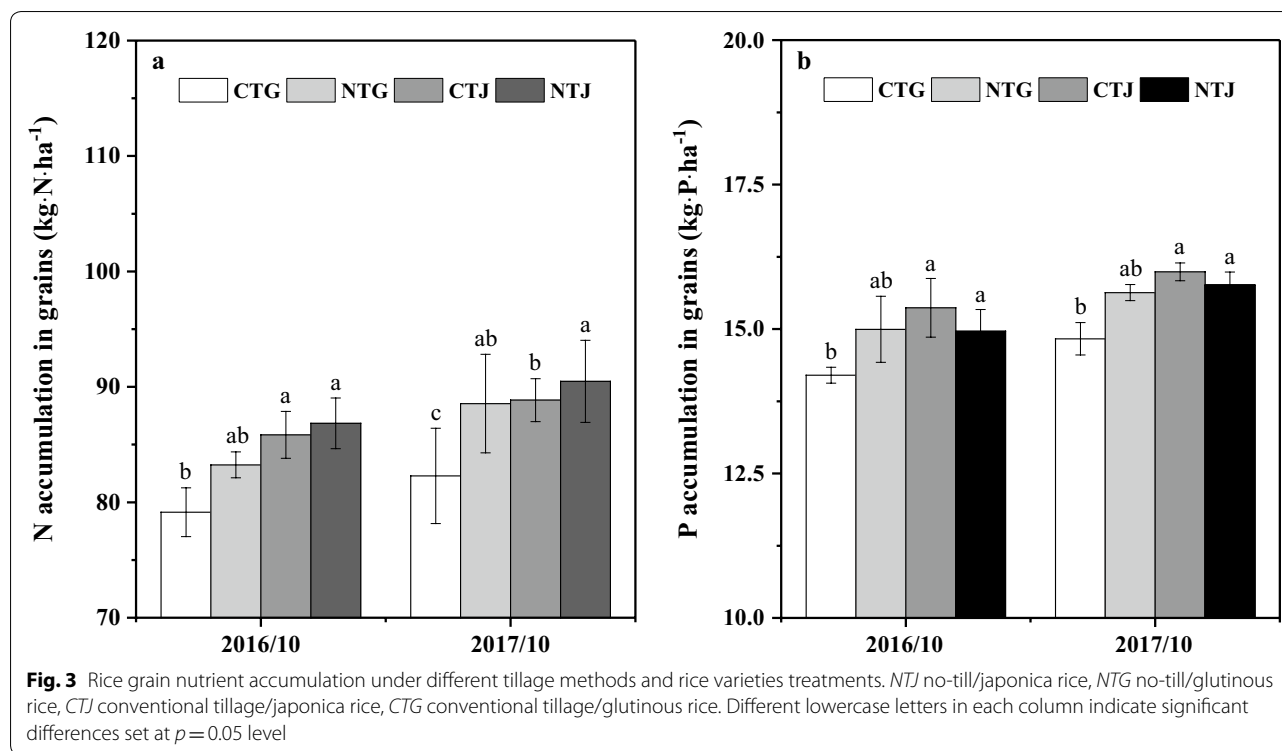 a
CTG NTG CTJ NTJ
N accumulation in grains (kg·N·ha⁻¹)
120
110
100
90
80
70
b
ab
a
a
c
ab
b
a
2016/10 2017/10
b
CTG NTG CTJ NTJ
P accumulation in grains (kg·P·ha⁻¹)
20.0
17.5
15.0
12.5
10.0
b
ab
a
a
b
ab
a
a
2016/10 2017/10
Fig. 3 Rice grain nutrient accumulation under different tillage methods and rice varieties treatments. NTJ no-till/japonica rice, NTG no-till/glutinous
rice, CTJ conventional tillage/japonica rice, CTG conventional tillage/glutinous rice. Different lowercase letters in each column indicate significant
differences set at p = 0.05 level